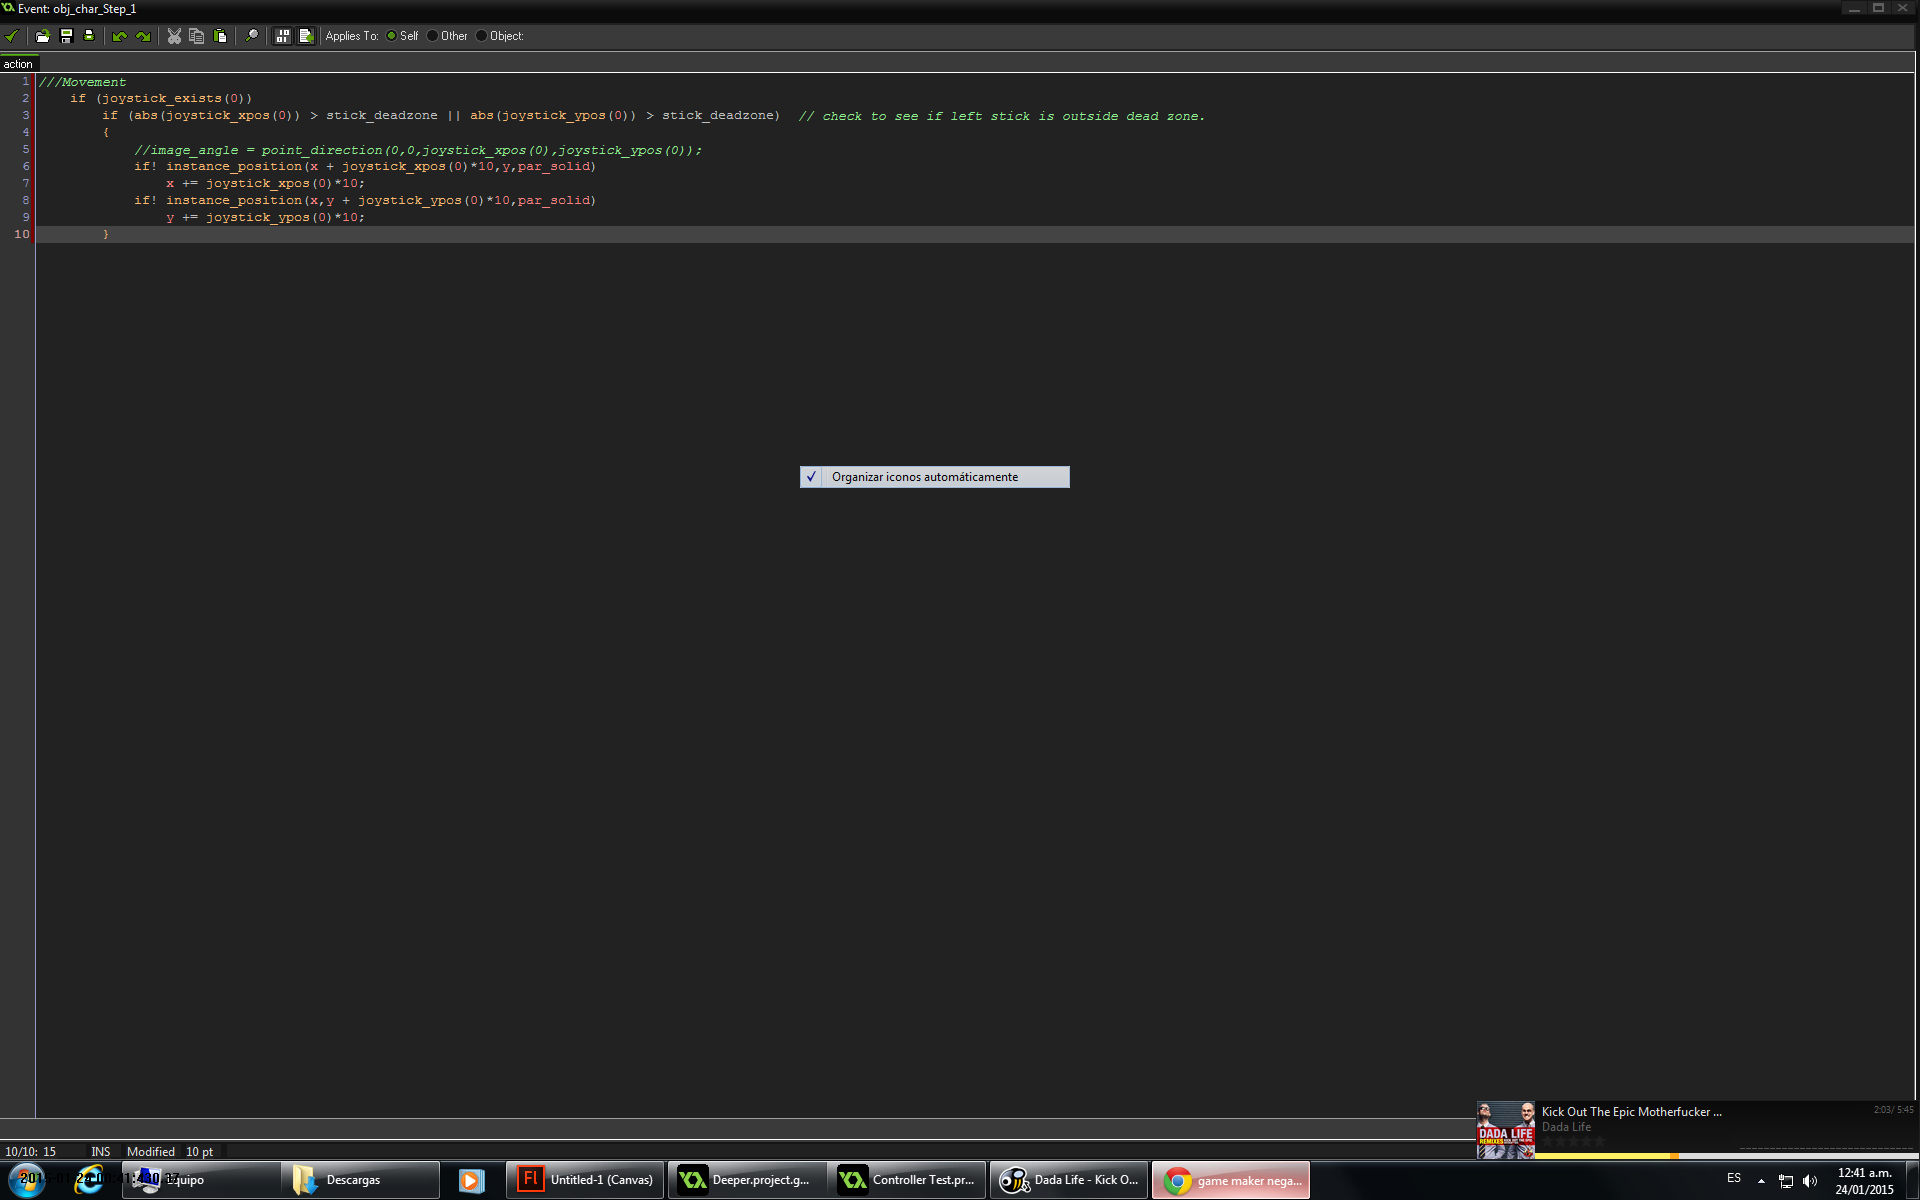 Event: obj_char_Step_1
Applies To: Self Other Object:
action
1 ///Movement
2 if (joystick_exists(0))
3 if (abs(joystick_xpos(0)) > stick_deadzone || abs(joystick_ypos(0)) > stick_deadzone) // check to see if left stick is outside dead zone.
4 {
5 //image_angle = point_direction(0,0,joystick_xpos(0),joystick_ypos(0));
6 if! instance_position(x + joystick_xpos(0)*10,y,par_solid)
7 x += joystick_xpos(0)*10;
8 if! instance_position(x,y + joystick_ypos(0)*10,par_solid)
9 y += joystick_ypos(0)*10;
10 }
Organizar iconos automáticamente
Kick Out The Epic Motherfucker ...
2:03/ 5:45
Dada Life
DADA LIFE
10/10: 15 INS Modified 10 pt
Equipo
Descargas
Fl Untitled-1 (Canvas)
Deeper.project.g...
Controller Test.pr...
Dada Life - Kick O...
game maker nega...
ES
12:41 a.m.
24/01/2015